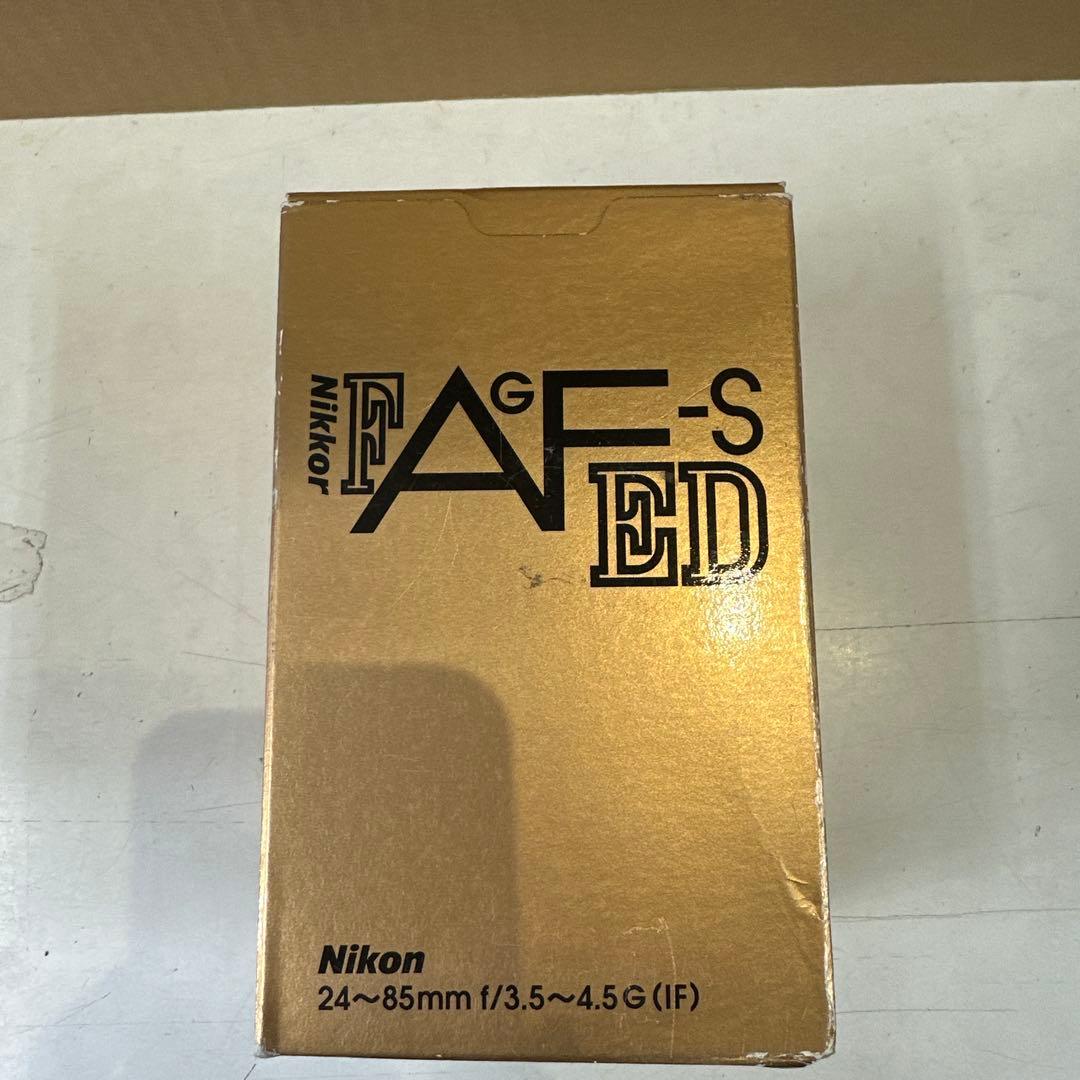 Nikkor
F AF-S
G
ED
Nikon
24~85mm f/3.5~4.5G(IF)